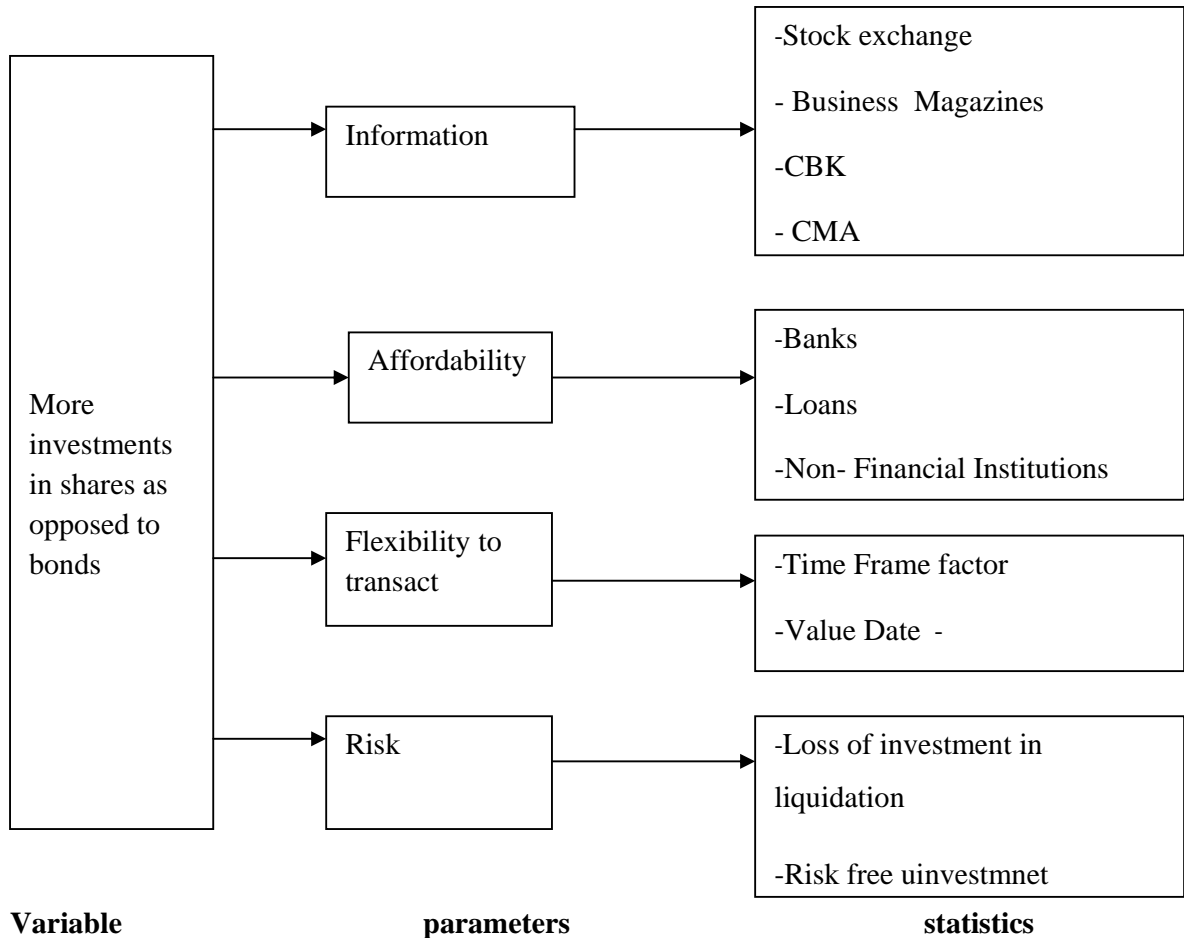 More
investments
in shares as
opposed to
bonds
Information
-Stock exchange
- Business Magazines
-CBK
- CMA
Affordability
-Banks
-Loans
-Non- Financial Institutions
Flexibility to
transact
-Time Frame factor
-Value Date -
Risk
-Loss of investment in
liquidation
-Risk free uinvestmnet
Variable
parameters
statistics